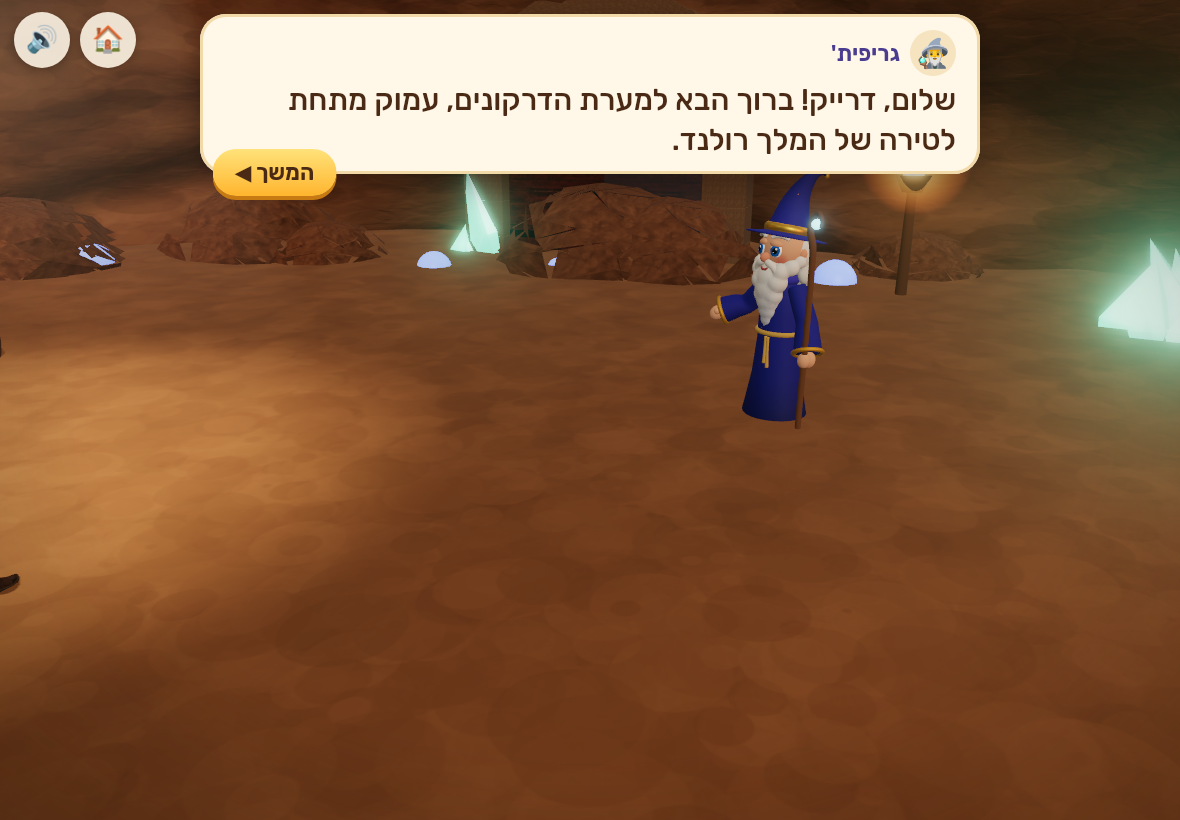 גריפית'
שלום, דרייק! ברוך הבא למערת הדרקונים, עמוק מתחת
לטירה של המלך רולנד.
המשך ◀